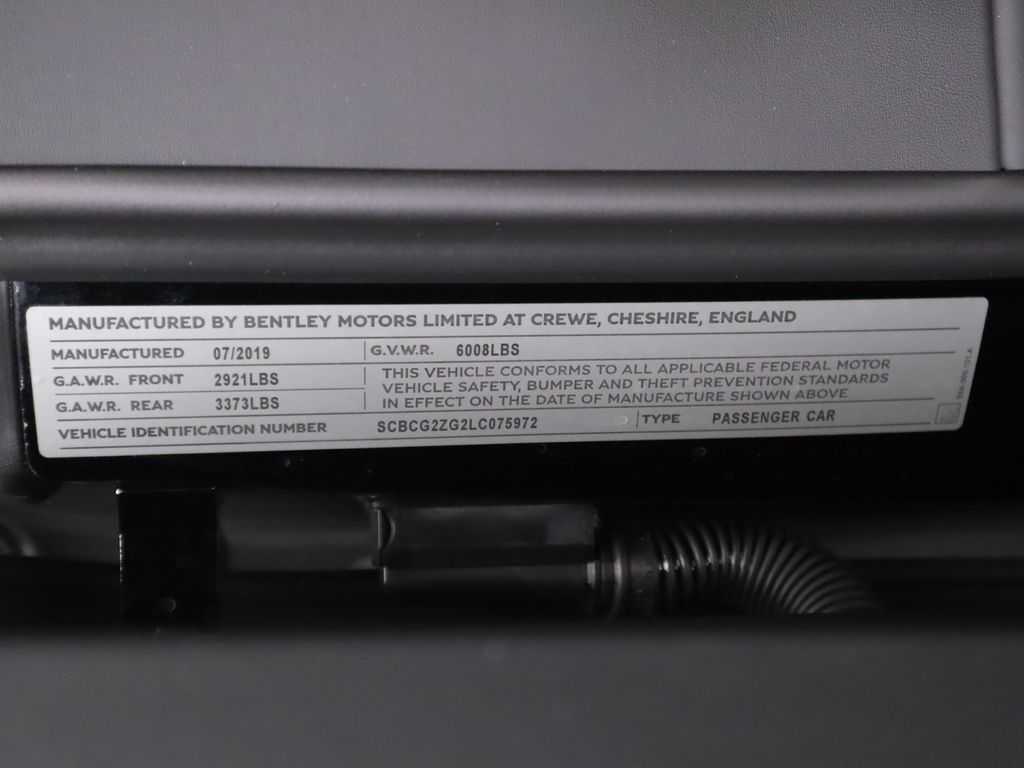 MANUFACTURED BY BENTLEY MOTORS LIMITED AT CREWE, CHESHIRE, ENGLAND
MANUFACTURED 07/2019 G.V.W.R. 6008LBS
G.A.W.R. FRONT 2921LBS
G.A.W.R. REAR 3373LBS
THIS VEHICLE CONFORMS TO ALL APPLICABLE FEDERAL MOTOR
VEHICLE SAFETY, BUMPER AND THEFT PREVENTION STANDARDS
IN EFFECT ON THE DATE OF MANUFACTURE SHOWN ABOVE
VEHICLE IDENTIFICATION NUMBER SCBCG2ZG2LC075972 TYPE PASSENGER CAR